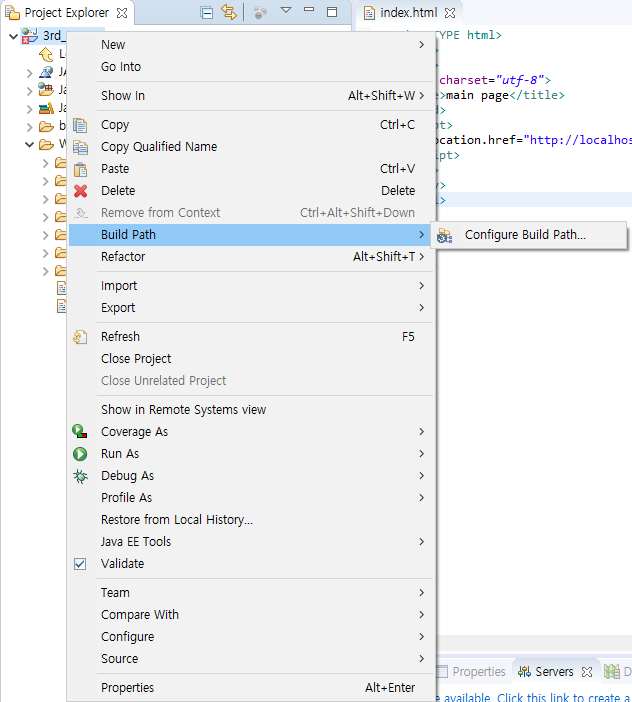 Project Explorer
index.html
3rd_
TYPE html>
charset="utf-8">
>main page</title>
ocation.href="http://localhos
New
Go Into
Show In Alt+Shift+W
Copy Ctrl+C
Copy Qualified Name
Paste Ctrl+V
Delete Delete
Remove from Context Ctrl+Alt+Shift+Down
Build Path
Configure Build Path...
Refactor Alt+Shift+T
Import
Export
Refresh F5
Close Project
Close Unrelated Project
Show in Remote Systems view
Coverage As
Run As
Debug As
Profile As
Restore from Local History...
Java EE Tools
Validate
Team
Compare With
Configure
Source
Properties Alt+Enter
Properties
Servers
D
e available. Click this link to create a